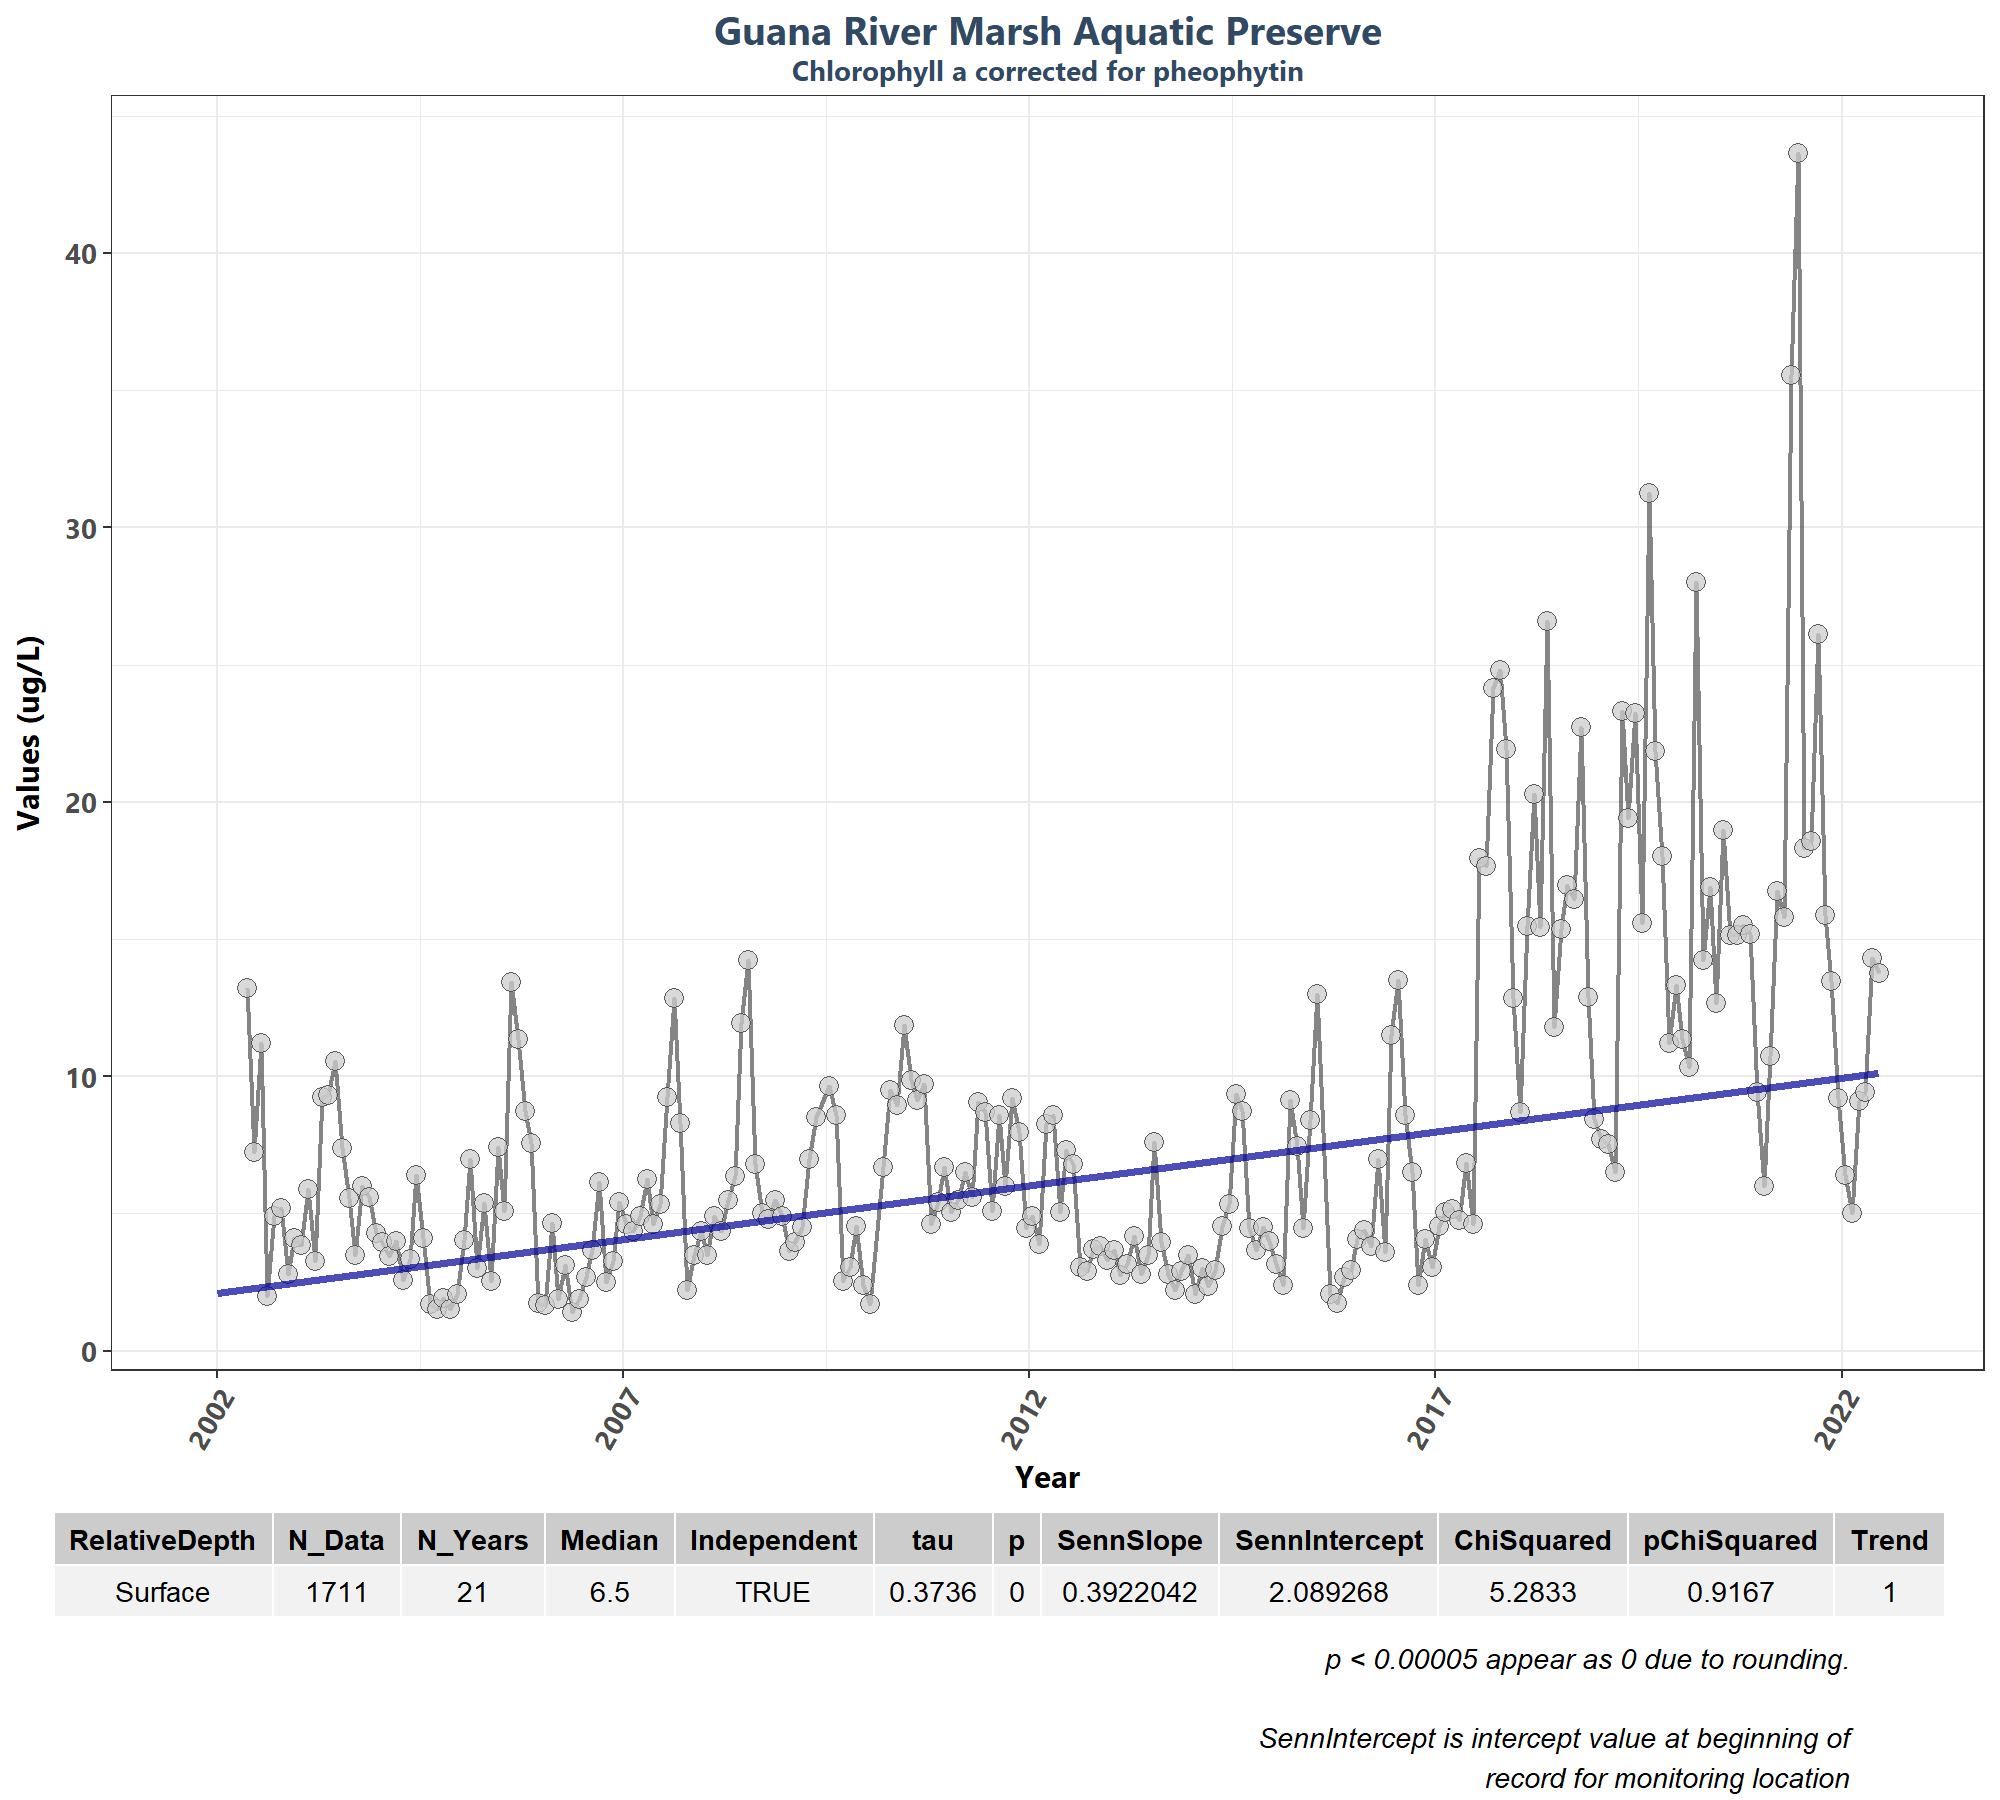 Guana River Marsh Aquatic Preserve
Chlorophyll a corrected for pheophytin
Values (ug/L)
40
30
20
10
0
2002 2007 2012 2017 2022
Year
RelativeDepth N_Data N_Years Median Independent tau p SennSlope SennIntercept ChiSquared pChiSquared Trend
Surface 1711 21 6.5 TRUE 0.3736 0 0.3922042 2.089268 5.2833 0.9167 1
p < 0.00005 appear as 0 due to rounding.
SennIntercept is intercept value at beginning of
record for monitoring location